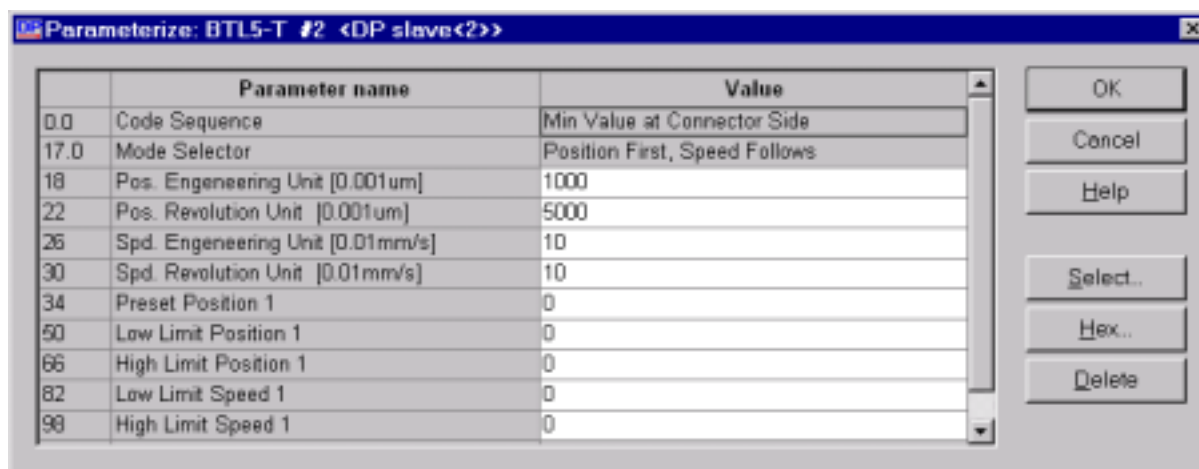 Parameterize: BTL5-T #2 <DP slave<2>>
Parameter name Value
0.0 Code Sequence Min Value at Connector Side
17.0 Mode Selector Position First, Speed Follows
18 Pos. Engeneering Unit [0.001um] 1000
22 Pos. Revolution Unit [0.001um] 5000
26 Spd. Engeneering Unit [0.01mm/s] 10
30 Spd. Revolution Unit [0.01mm/s] 10
34 Preset Position 1 0
50 Low Limit Position 1 0
66 High Limit Position 1 0
82 Low Limit Speed 1 0
98 High Limit Speed 1 0
OK
Cancel
Help
Select...
Hex...
Delete